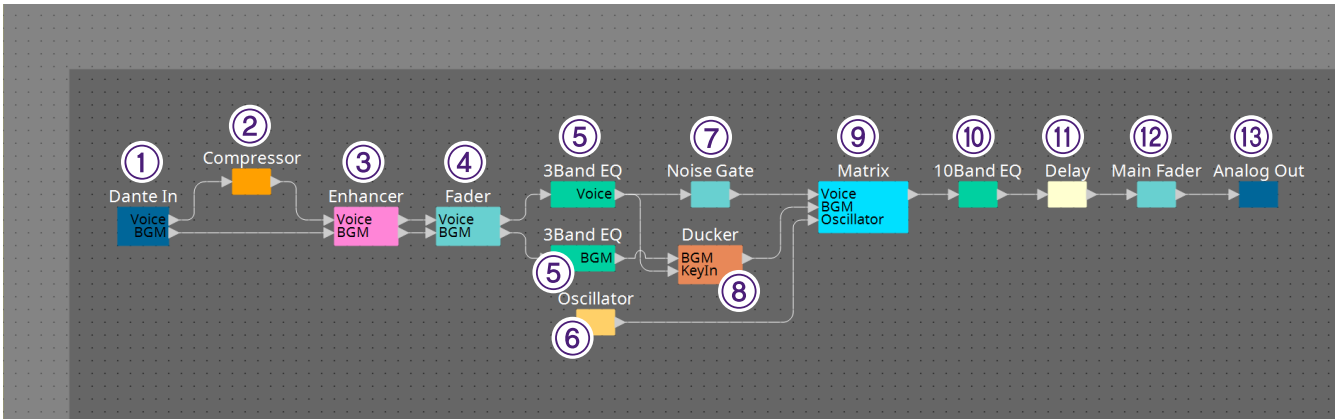 ①
Dante In
Voice
BGM
②
Compressor
③
Enhancer
Voice
BGM
④
Fader
Voice
BGM
⑤
3Band EQ
Voice
3Band EQ
BGM
⑤
Oscillator
⑥
⑦
Noise Gate
Ducker
BGM
KeyIn
⑧
⑨
Matrix
Voice
BGM
Oscillator
⑩
10Band EQ
⑪
Delay
⑫
Main Fader
⑬
Analog Out